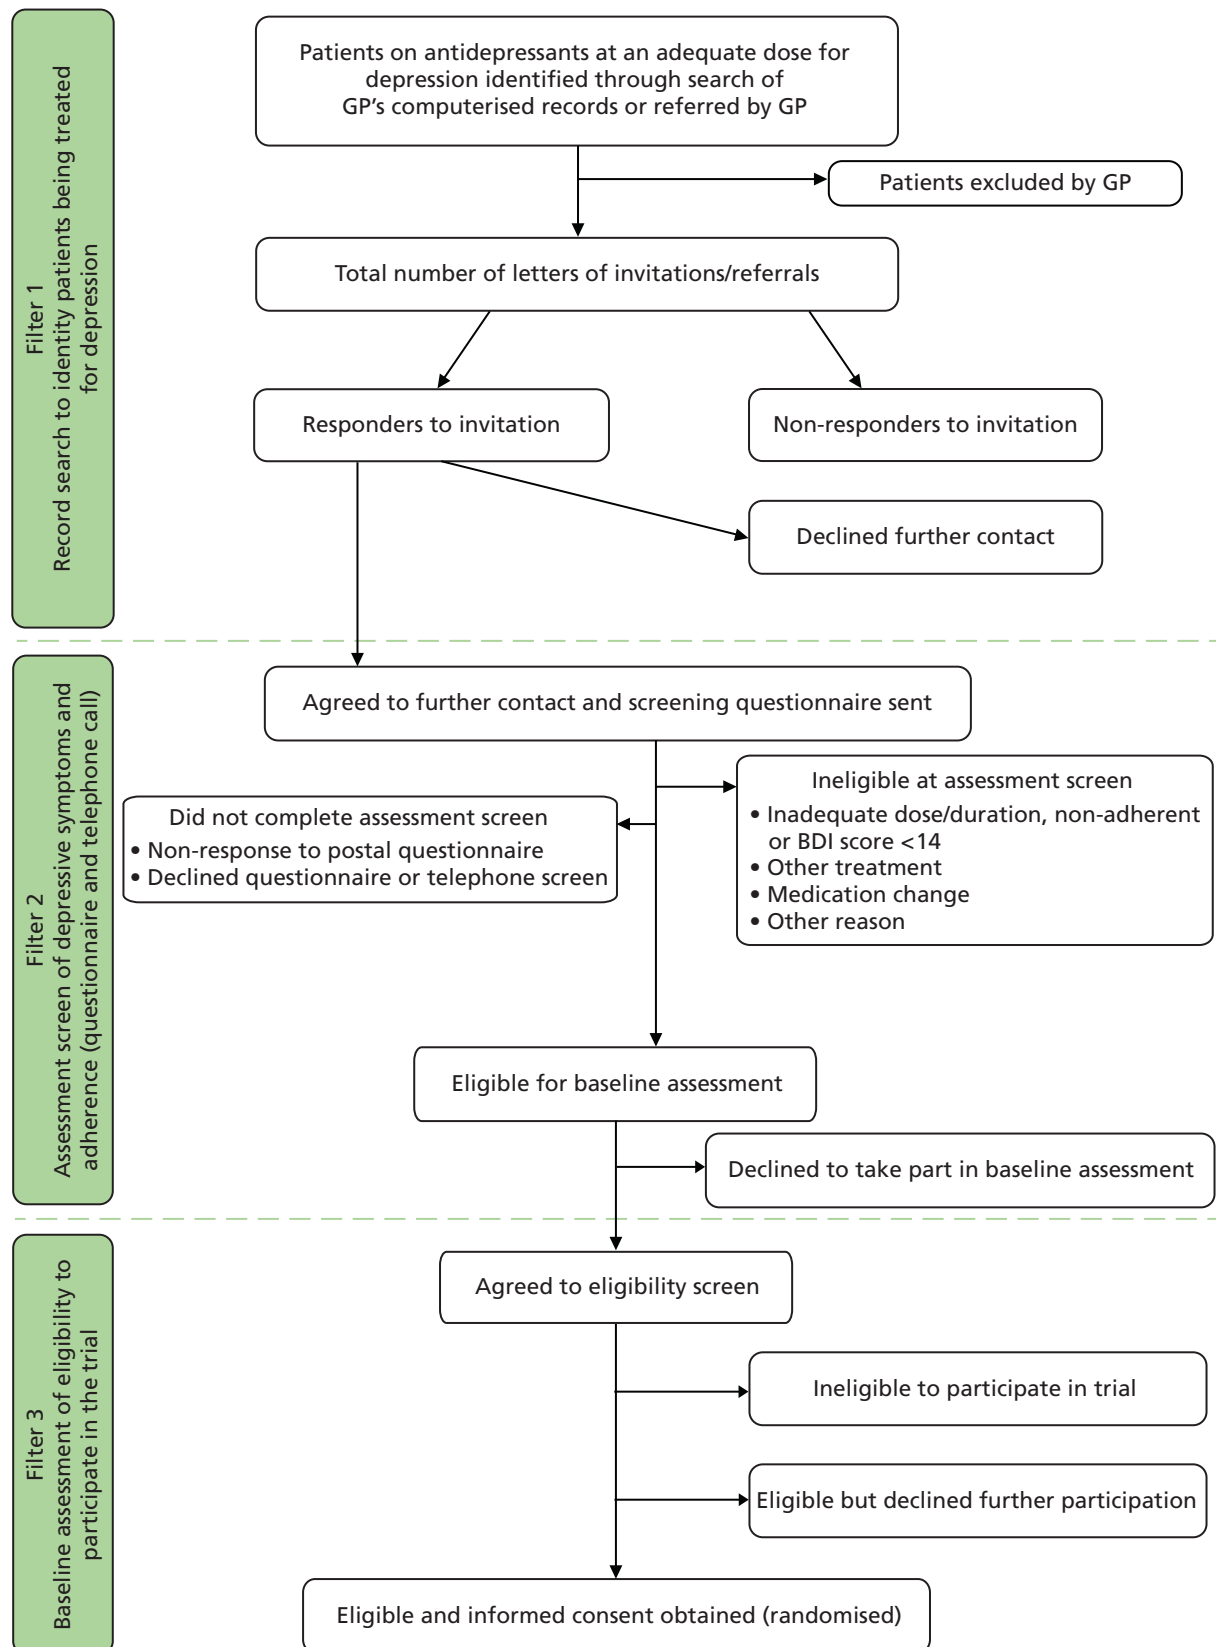 Filter 1
Record search to identity patients being treated
for depression
Patients on antidepressants at an adequate dose for
depression identified through search of
GP's computerised records or referred by GP
Patients excluded by GP
Total number of letters of invitations/referrals
Responders to invitation
Non-responders to invitation
Declined further contact
Filter 2
Assessment screen of depressive symptoms and
adherence (questionnaire and telephone call)
Agreed to further contact and screening questionnaire sent
Did not complete assessment screen
• Non-response to postal questionnaire
• Declined questionnaire or telephone screen
Ineligible at assessment screen
• Inadequate dose/duration, non-adherent
or BDI score <14
• Other treatment
• Medication change
• Other reason
Eligible for baseline assessment
Declined to take part in baseline assessment
Filter 3
Baseline assessment of eligibility to
participate in the trial
Agreed to eligibility screen
Ineligible to participate in trial
Eligible but declined further participation
Eligible and informed consent obtained (randomised)